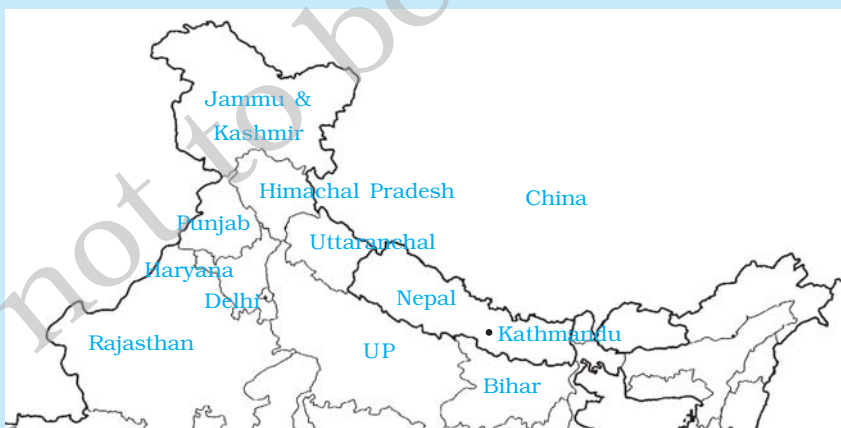 Jammu &
Kashmir
Himachal Pradesh
China
Punjab
Uttaranchal
Haryana
Delhi
Nepal
Kathmandu
Rajasthan
UP
Bihar
not to be